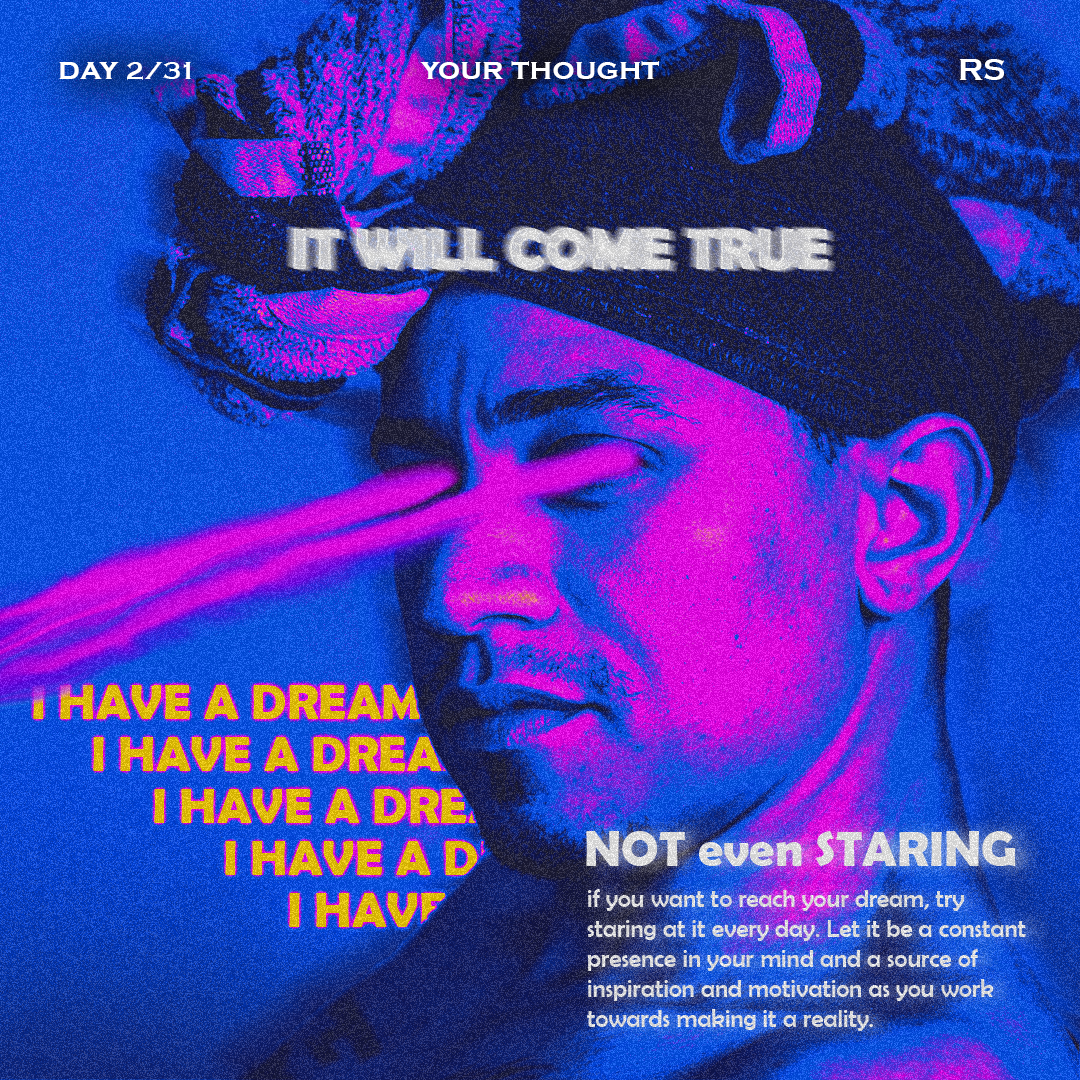 DAY 2/31 YOUR THOUGHT RS
IT WILL COME TRUE
I HAVE A DREAM
I HAVE A DREA
I HAVE A DRE
I HAVE A D
I HAVE
NOT even STARING
if you want to reach your dream, try
staring at it every day. Let it be a constant
presence in your mind and a source of
inspiration and motivation as you work
towards making it a reality.